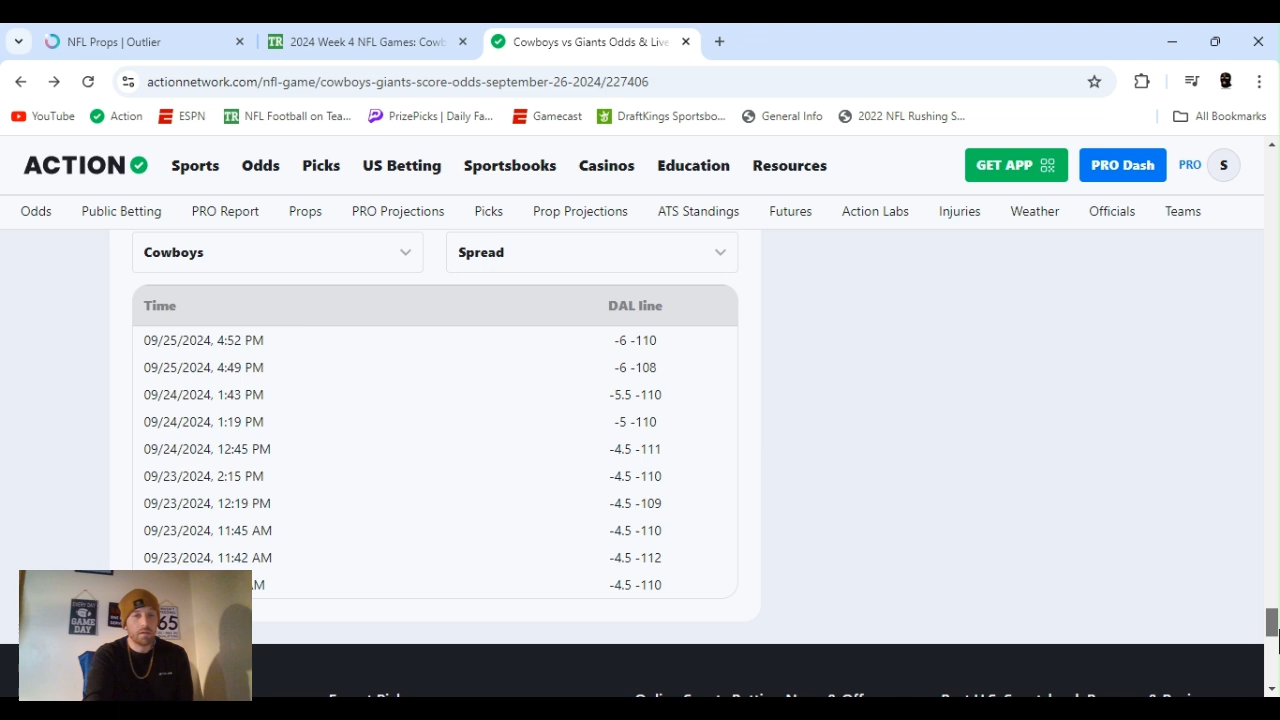 NFL Props | Outlier
2024 Week 4 NFL Games: Cowb
Cowboys vs Giants Odds & Live
actionnetwork.com/nfl-game/cowboys-giants-score-odds-september-26-2024/227406
YouTube Action ESPN NFL Football on Tea... PrizePicks | Daily Fa... Gamecast DraftKings Sportsbo... General Info 2022 NFL Rushing S... All Bookmarks
ACTION Sports Odds Picks US Betting Sportsbooks Casinos Education Resources GET APP PRO Dash PRO S
Odds Public Betting PRO Report Props PRO Projections Picks Prop Projections ATS Standings Futures Action Labs Injuries Weather Officials Teams
Cowboys Spread
Time DAL line
09/25/2024, 4:52 PM -6 -110
09/25/2024, 4:49 PM -6 -108
09/24/2024, 1:43 PM -5.5 -110
09/24/2024, 1:19 PM -5 -110
09/24/2024, 12:45 PM -4.5 -111
09/23/2024, 2:15 PM -4.5 -110
09/23/2024, 12:19 PM -4.5 -109
09/23/2024, 11:45 AM -4.5 -110
09/23/2024, 11:42 AM -4.5 -112
AM -4.5 -110
GAME
DAY
65